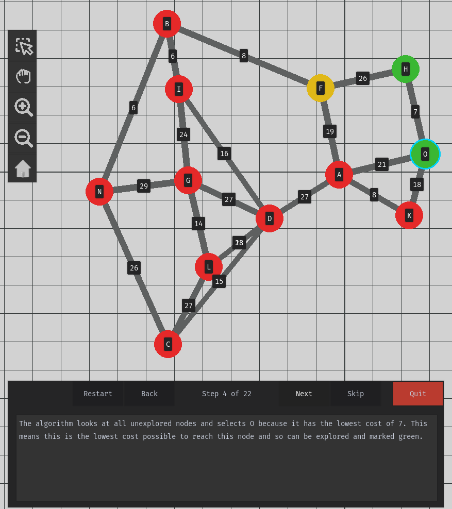 B
6
8
H
26
I
F
6
7
24
19
16
O
21
A
G
29
N
18
27
27
8
K
14
D
28
L
26
15
27
C
Restart Back Step 4 of 22 Next Skip Quit
The algorithm looks at all unexplored nodes and selects O because it has the lowest cost of 7. This
means this is the lowest cost possible to reach this node and so can be explored and marked green.